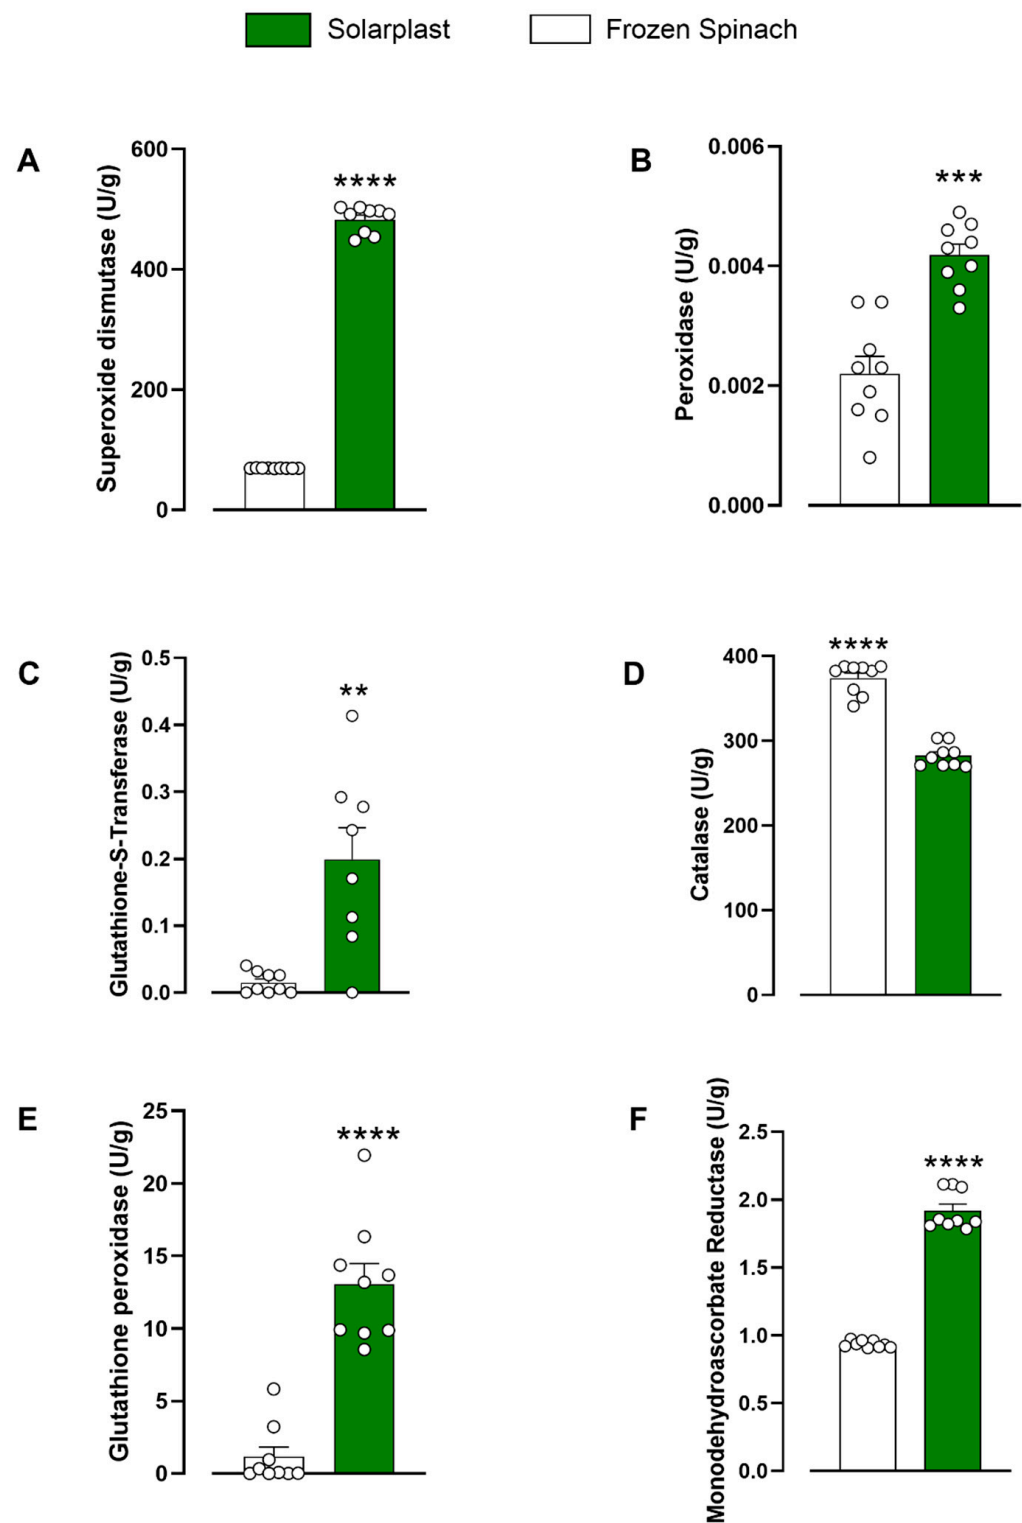 Solarplast Frozen Spinach
A
Superoxide dismutase (U/g)
600
400
200
0
****
B
Peroxidase (U/g)
0.006
0.004
0.002
0.000
***
C
Glutathione-S-Transferase (U/g)
0.5
0.4
0.3
0.2
0.1
0.0
**
D
Catalase (U/g)
400
300
200
100
0
****
E
Glutathione peroxidase (U/g)
25
20
15
10
5
0
****
F
Monodehydroascorbate Reductase (U/g)
2.5
2.0
1.5
1.0
0.5
0.0
****